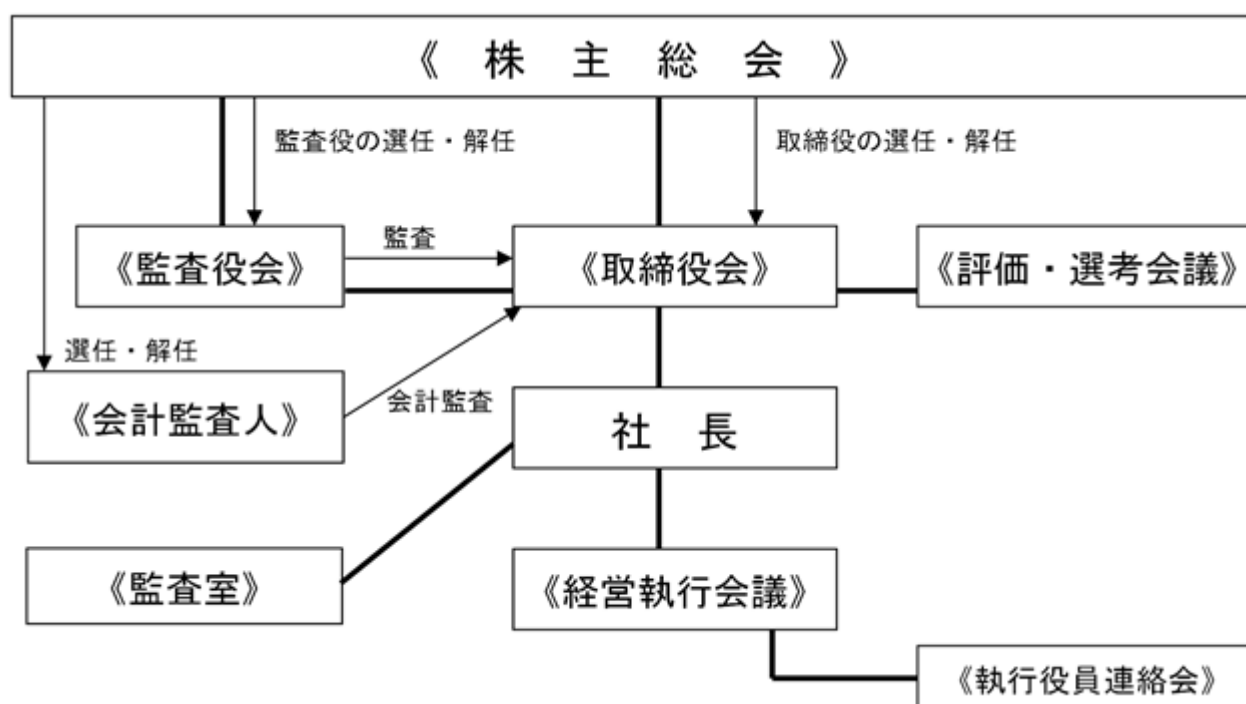 《 株 主 総 会 》
監査役の選任・解任
取締役の選任・解任
《監査役会》
監査
《取締役会》
《評価・選考会議》
選任・解任
《会計監査人》
会計監査
社 長
《監査室》
《経営執行会議》
《執行役員連絡会》